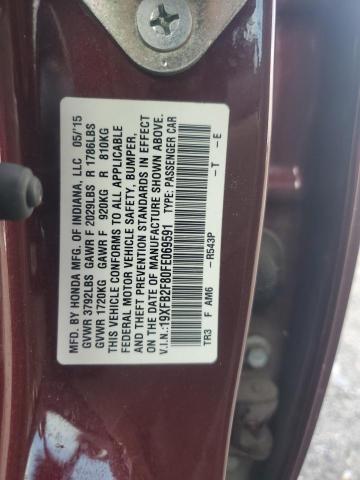 MFD. BY HONDA MFG. OF INDIANA, LLC 05/'15
GVWR 3792LBS GAWR F 2029LBS R 1786LBS
GVWR 1720KG GAWR F 920KG R 810KG
THIS VEHICLE CONFORMS TO ALL APPLICABLE
FEDERAL MOTOR VEHICLE SAFETY, BUMPER,
AND THEFT PREVENTION STANDARDS IN EFFECT
ON THE DATE OF MANUFACTURE SHOWN ABOVE.
V.I.N.: 19XFB2F80FE069591 TYPE: PASSENGER CAR
TR3 F AM6 -R543P -T -E